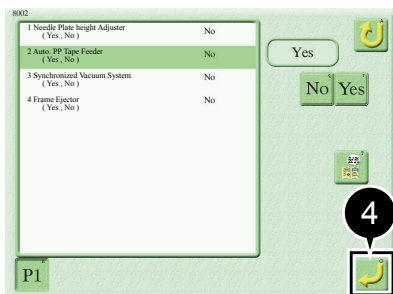 8002
1 Needle Plate height Adjuster No
( Yes , No )
2 Auto. PP Tape Feeder No
( Yes , No )
3 Synchronized Vacuum System No
( Yes , No )
4 Frame Ejector No
( Yes , No )
Yes
No Yes
4
P1